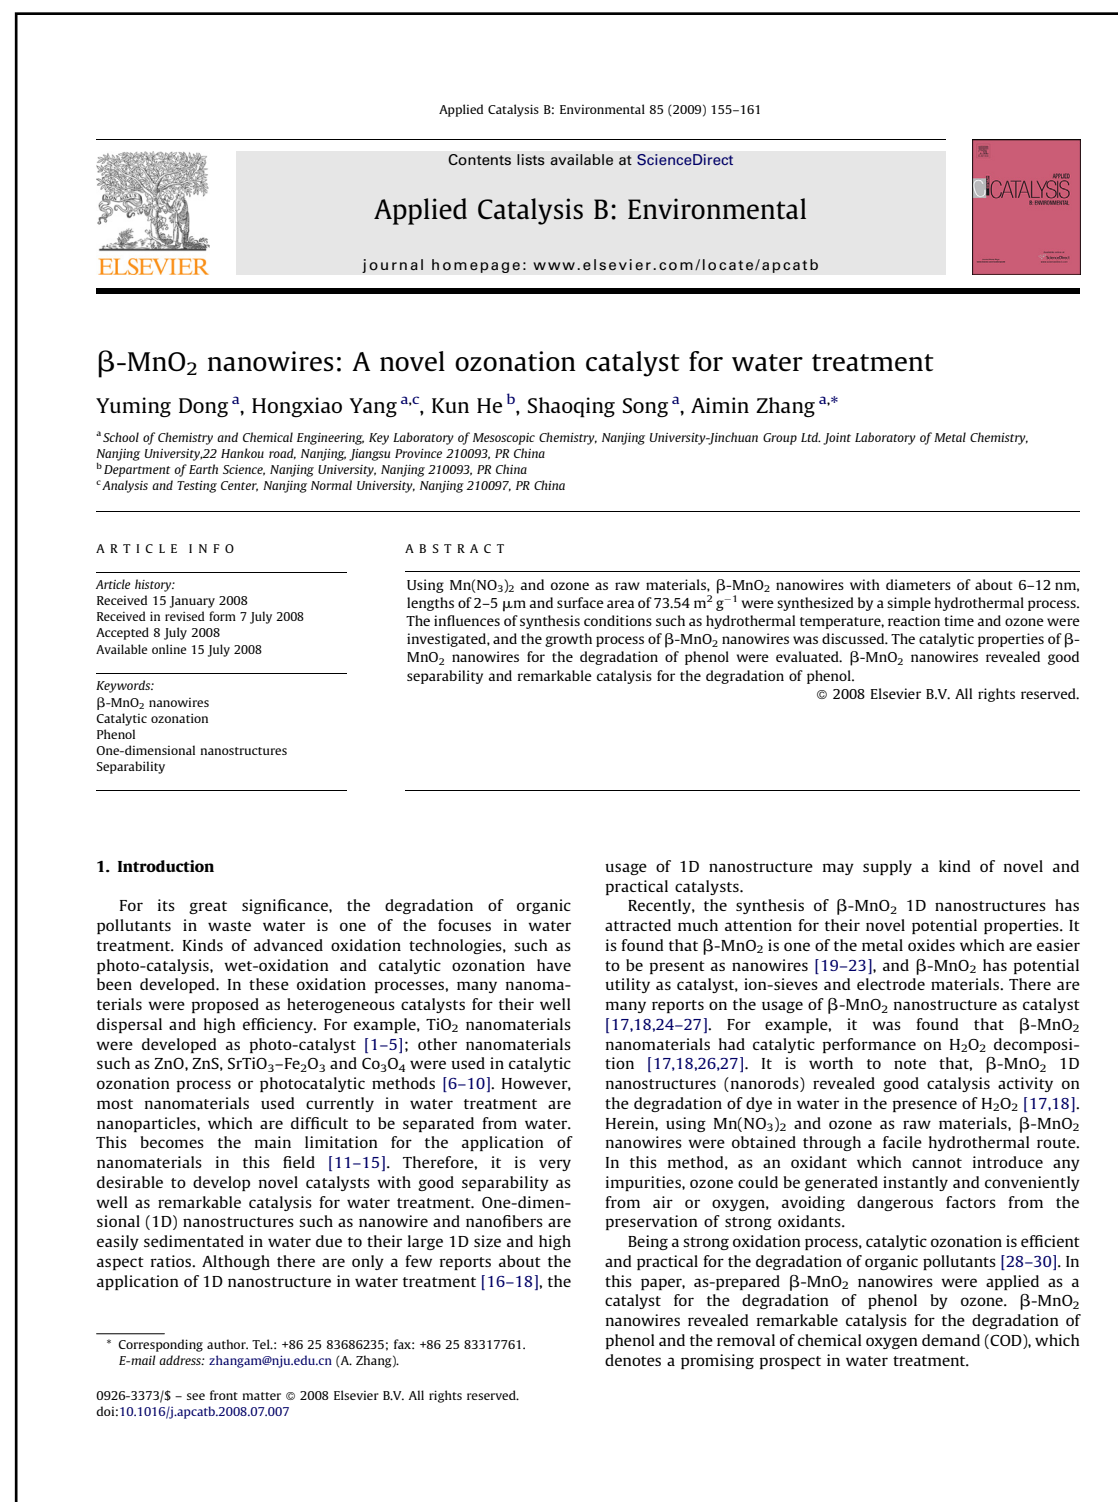 Applied Catalysis B: Environmental 85 (2009) 155–161
Contents lists available at ScienceDirect
Applied Catalysis B: Environmental
journal homepage: www.elsevier.com/locate/apcatb
ELSEVIER
APPLIED
CATALYSIS
B: ENVIRONMENTAL
β-MnO₂ nanowires: A novel ozonation catalyst for water treatment
Yuming Dong ᵃ, Hongxiao Yang ᵃ,ᶜ, Kun He ᵇ, Shaoqing Song ᵃ, Aimin Zhang ᵃ,*
ᵃ School of Chemistry and Chemical Engineering, Key Laboratory of Mesoscopic Chemistry, Nanjing University-Jinchuan Group Ltd. Joint Laboratory of Metal Chemistry,
Nanjing University,22 Hankou road, Nanjing, Jiangsu Province 210093, PR China
ᵇ Department of Earth Science, Nanjing University, Nanjing 210093, PR China
ᶜ Analysis and Testing Center, Nanjing Normal University, Nanjing 210097, PR China
ARTICLE INFO
Article history:
Received 15 January 2008
Received in revised form 7 July 2008
Accepted 8 July 2008
Available online 15 July 2008
Keywords:
β-MnO₂ nanowires
Catalytic ozonation
Phenol
One-dimensional nanostructures
Separability
ABSTRACT
Using Mn(NO₃)₂ and ozone as raw materials, β-MnO₂ nanowires with diameters of about 6–12 nm,
lengths of 2–5 μm and surface area of 73.54 m² g⁻¹ were synthesized by a simple hydrothermal process.
The influences of synthesis conditions such as hydrothermal temperature, reaction time and ozone were
investigated, and the growth process of β-MnO₂ nanowires was discussed. The catalytic properties of β-
MnO₂ nanowires for the degradation of phenol were evaluated. β-MnO₂ nanowires revealed good
separability and remarkable catalysis for the degradation of phenol.
© 2008 Elsevier B.V. All rights reserved.
1. Introduction
For its great significance, the degradation of organic
pollutants in waste water is one of the focuses in water
treatment. Kinds of advanced oxidation technologies, such as
photo-catalysis, wet-oxidation and catalytic ozonation have
been developed. In these oxidation processes, many nanoma-
terials were proposed as heterogeneous catalysts for their well
dispersal and high efficiency. For example, TiO₂ nanomaterials
were developed as photo-catalyst [1–5]; other nanomaterials
such as ZnO, ZnS, SrTiO₃–Fe₂O₃ and Co₃O₄ were used in catalytic
ozonation process or photocatalytic methods [6–10]. However,
most nanomaterials used currently in water treatment are
nanoparticles, which are difficult to be separated from water.
This becomes the main limitation for the application of
nanomaterials in this field [11–15]. Therefore, it is very
desirable to develop novel catalysts with good separability as
well as remarkable catalysis for water treatment. One-dimen-
sional (1D) nanostructures such as nanowire and nanofibers are
easily sedimentated in water due to their large 1D size and high
aspect ratios. Although there are only a few reports about the
application of 1D nanostructure in water treatment [16–18], the
usage of 1D nanostructure may supply a kind of novel and
practical catalysts.
Recently, the synthesis of β-MnO₂ 1D nanostructures has
attracted much attention for their novel potential properties. It
is found that β-MnO₂ is one of the metal oxides which are easier
to be present as nanowires [19–23], and β-MnO₂ has potential
utility as catalyst, ion-sieves and electrode materials. There are
many reports on the usage of β-MnO₂ nanostructure as catalyst
[17,18,24–27]. For example, it was found that β-MnO₂
nanomaterials had catalytic performance on H₂O₂ decomposi-
tion [17,18,26,27]. It is worth to note that, β-MnO₂ 1D
nanostructures (nanorods) revealed good catalysis activity on
the degradation of dye in water in the presence of H₂O₂ [17,18].
Herein, using Mn(NO₃)₂ and ozone as raw materials, β-MnO₂
nanowires were obtained through a facile hydrothermal route.
In this method, as an oxidant which cannot introduce any
impurities, ozone could be generated instantly and conveniently
from air or oxygen, avoiding dangerous factors from the
preservation of strong oxidants.
Being a strong oxidation process, catalytic ozonation is efficient
and practical for the degradation of organic pollutants [28–30]. In
this paper, as-prepared β-MnO₂ nanowires were applied as a
catalyst for the degradation of phenol by ozone. β-MnO₂
nanowires revealed remarkable catalysis for the degradation of
phenol and the removal of chemical oxygen demand (COD), which
denotes a promising prospect in water treatment.
* Corresponding author. Tel.: +86 25 83686235; fax: +86 25 83317761.
E-mail address: zhangam@nju.edu.cn (A. Zhang).
0926-3373/$ – see front matter © 2008 Elsevier B.V. All rights reserved.
doi:10.1016/j.apcatb.2008.07.007